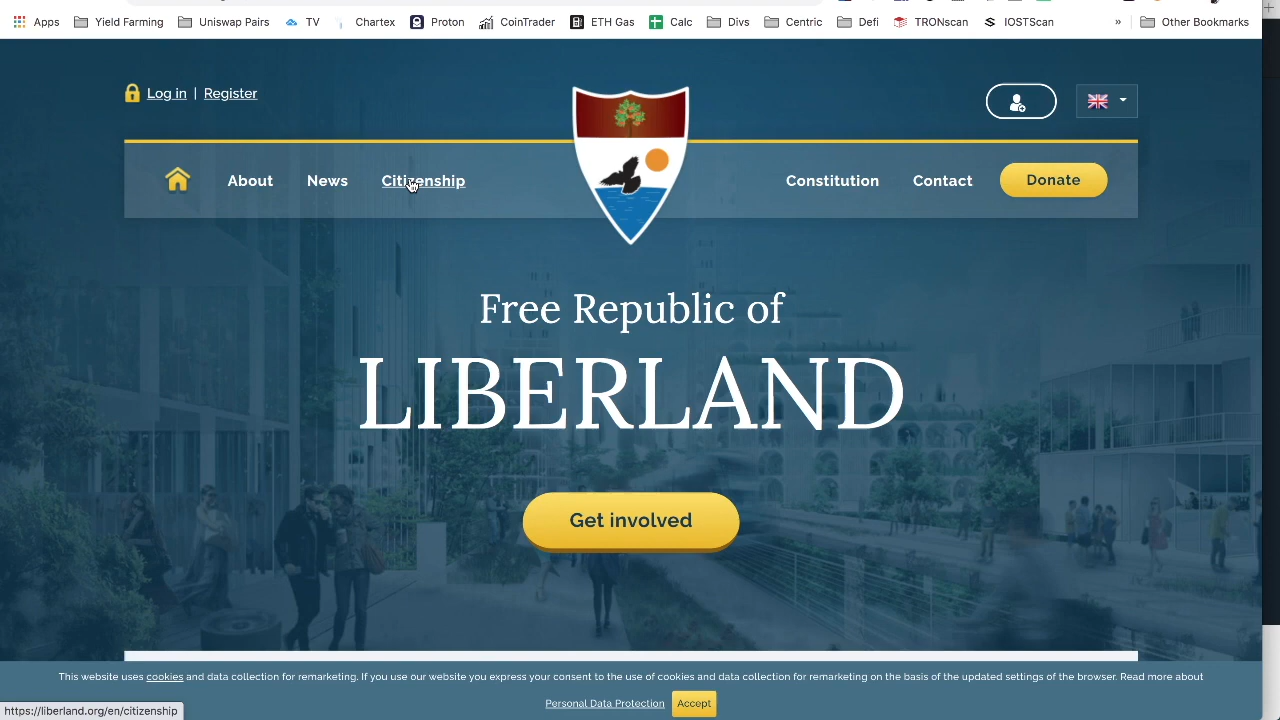 Apps Yield Farming Uniswap Pairs TV Chartex Proton CoinTrader ETH Gas Calc Divs Centric Defi TRONscan IOSTSscan » Other Bookmarks
Log in | Register
About News Citizenship Constitution Contact Donate
Free Republic of
LIBERLAND
Get involved
This website uses cookies and data collection for remarketing. If you use our website you express your consent to the use of cookies and data collection for remarketing on the basis of the updated settings of the browser. Read more about
Personal Data Protection Accept
https://liberland.org/en/citizenship